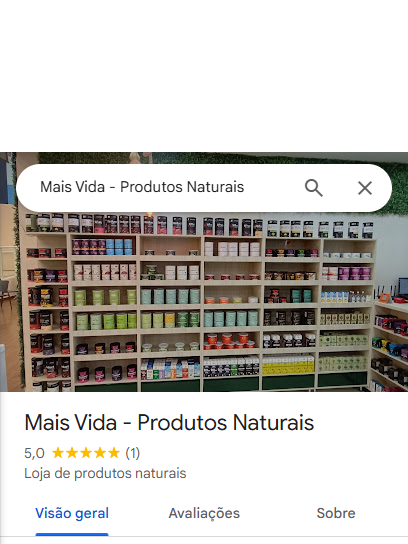 Mais Vida - Produtos Naturais
Mais Vida - Produtos Naturais
5,0 ★★★★★ (1)
Loja de produtos naturais
Visão geral
Avaliações
Sobre